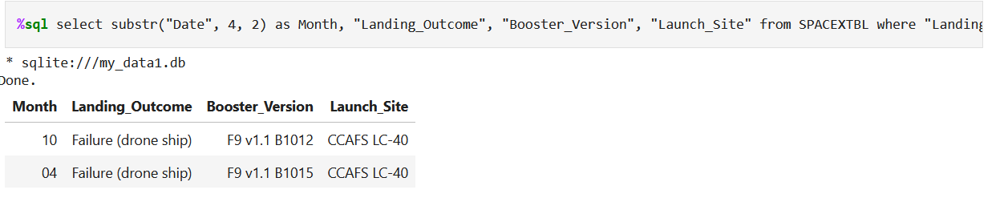 %sql select substr("Date", 4, 2) as Month, "Landing_Outcome", "Booster_Version", "Launch_Site" from SPACEXTBL where "Landing
* sqlite:///my_data1.db
Done.
Month Landing_Outcome Booster_Version Launch_Site
10 Failure (drone ship) F9 v1.1 B1012 CCAFS LC-40
04 Failure (drone ship) F9 v1.1 B1015 CCAFS LC-40